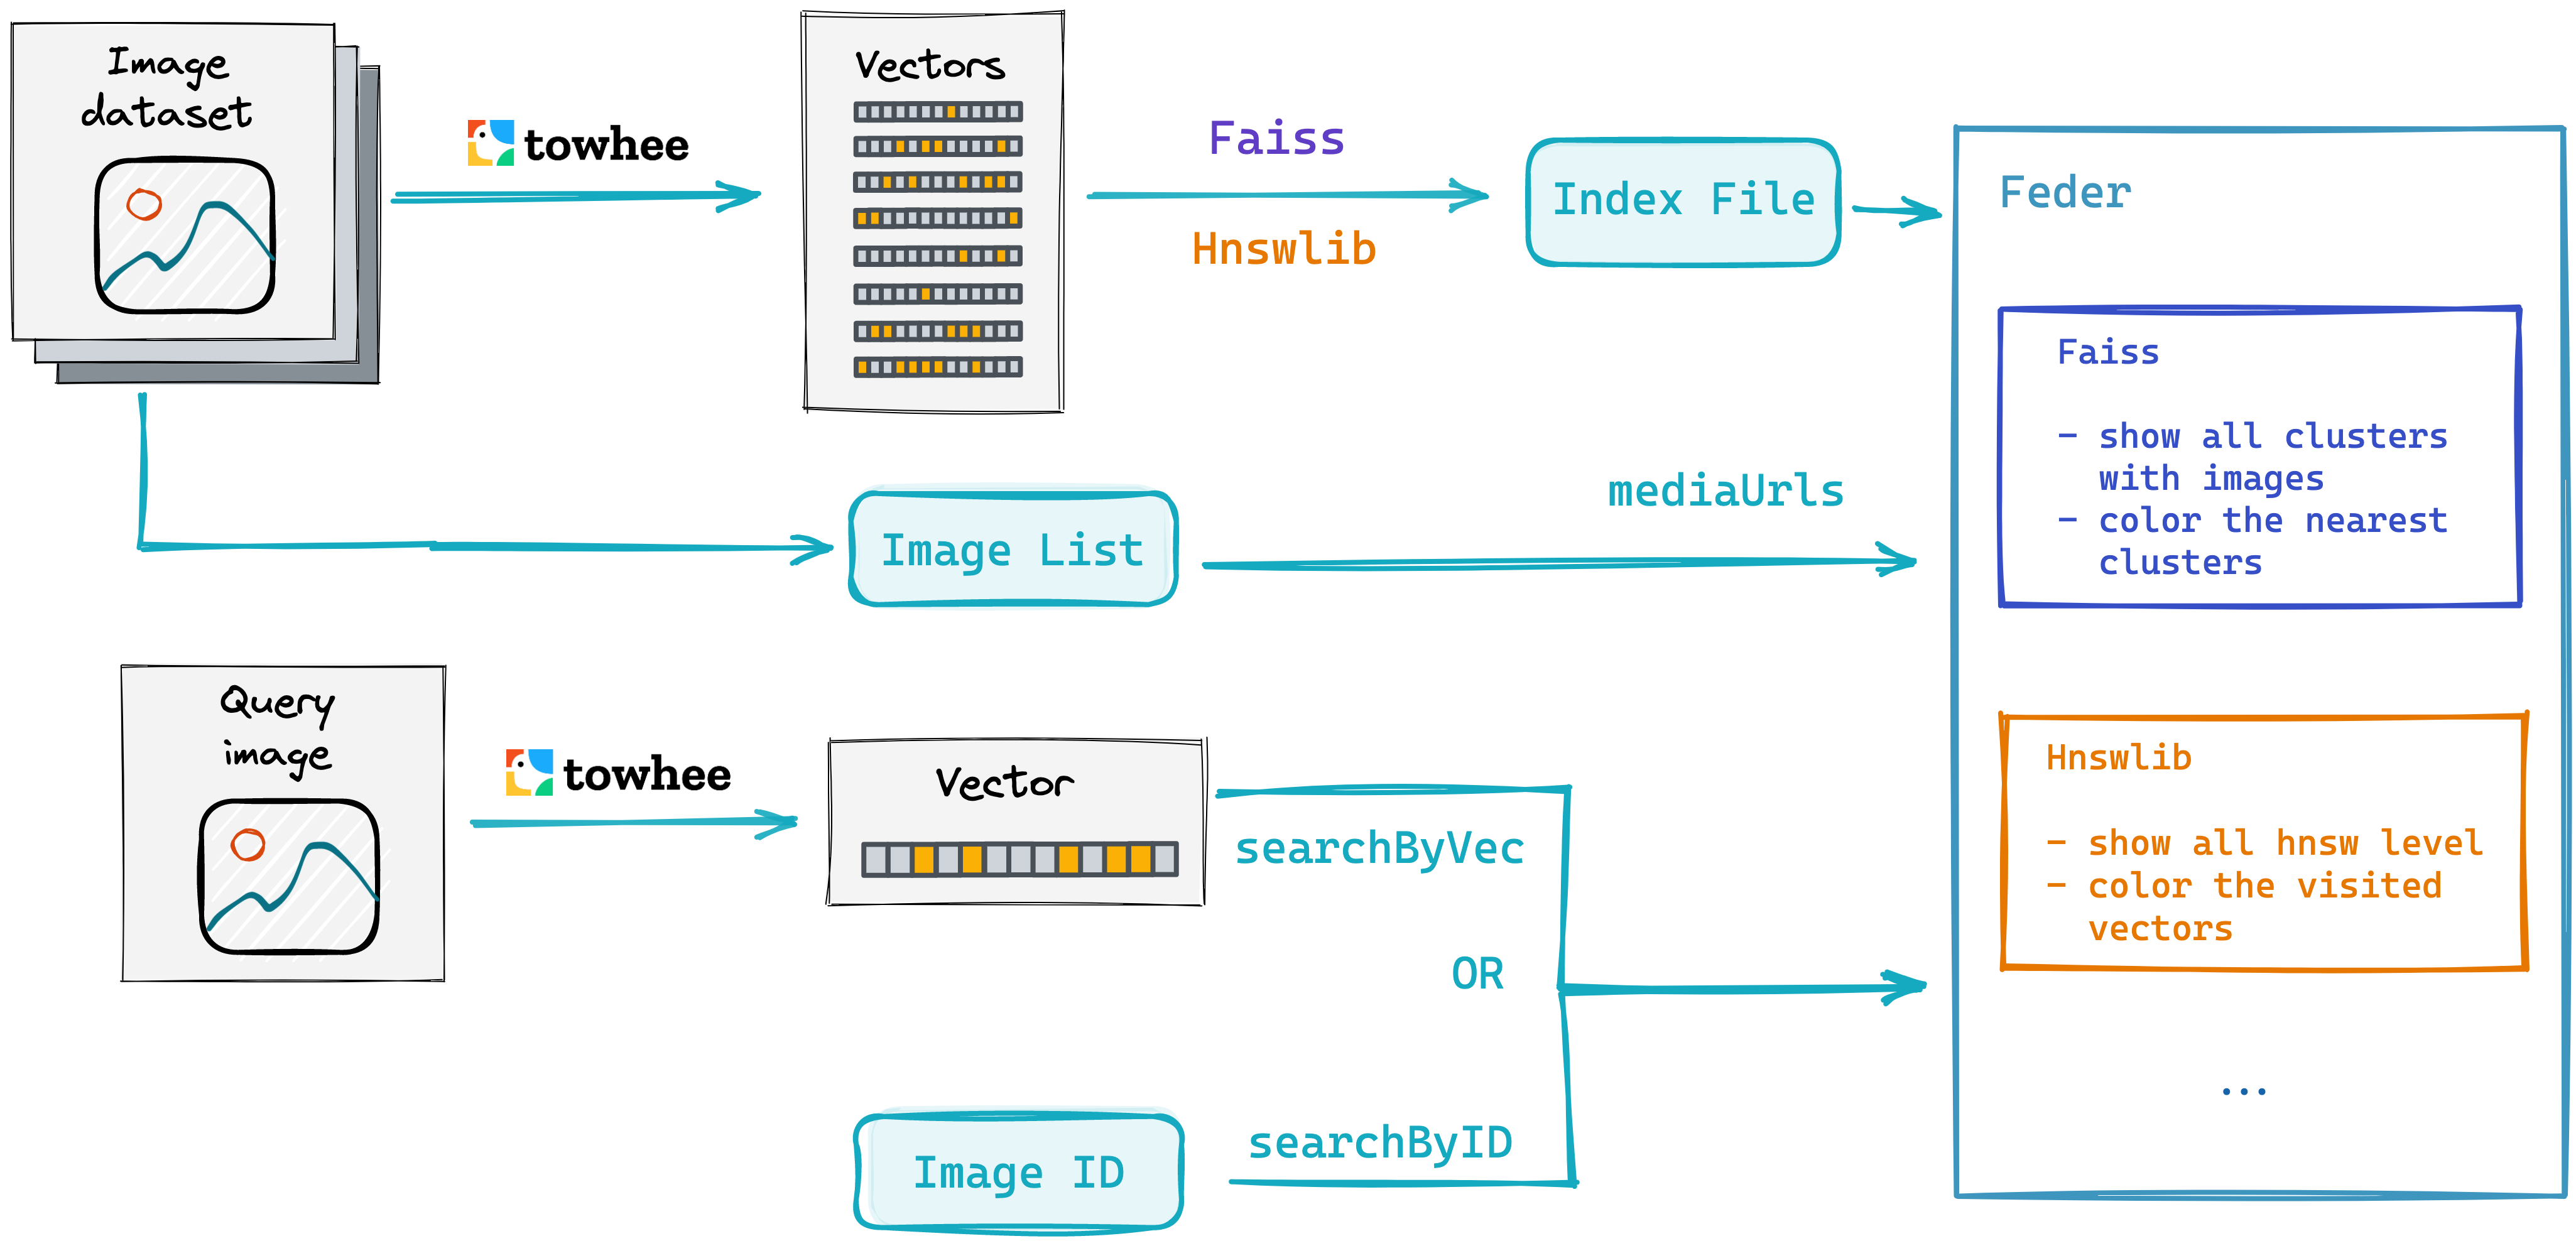 Image
dataset
towhee
Vectors
Faiss
Hnswlib
Index File
Image List
mediaUrls
Query
image
towhee
Vector
searchByVec
OR
searchByID
Image ID
Feder
Faiss
- show all clusters
with images
- color the nearest
clusters
Hnswlib
- show all hnsw level
- color the visited
vectors
...